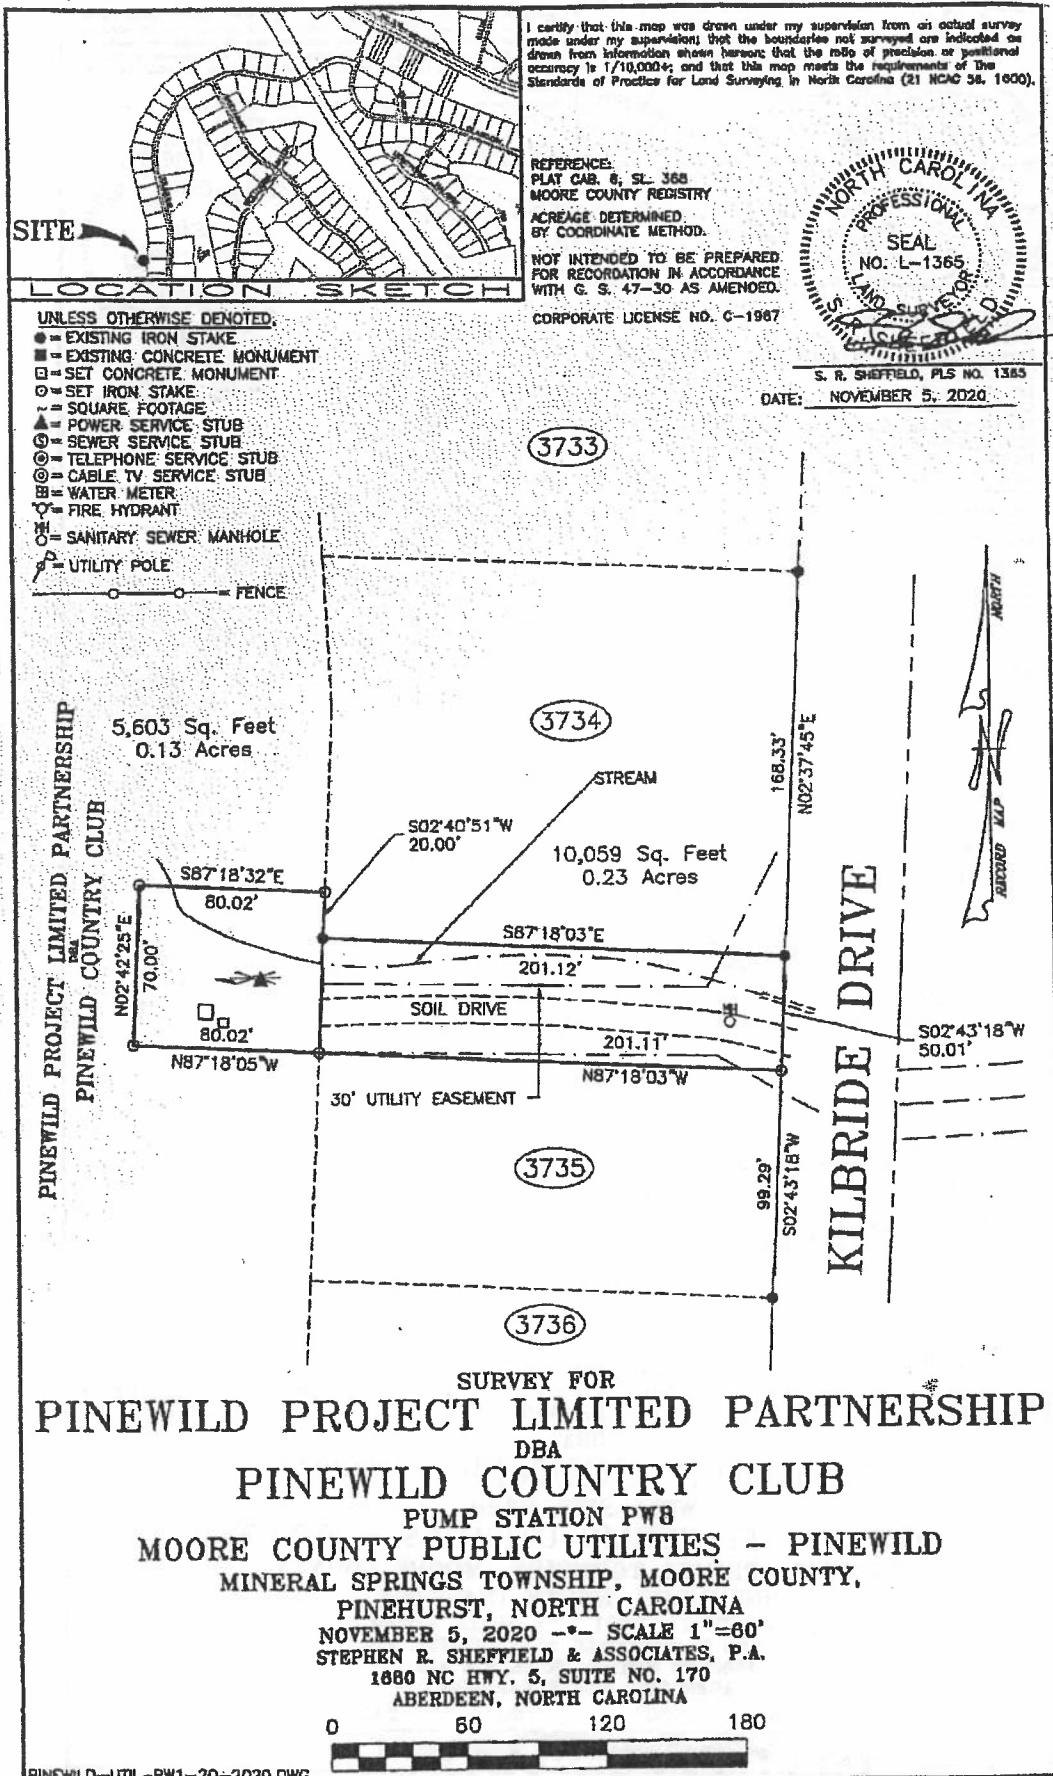 I certify that this map was drawn under my supervision from an actual survey
made under my supervision; that the boundaries not surveyed are indicated as
drawn from information shown hereon; that the ratio of precision or positional
accuracy is 1/10,000+; and that this map meets the requirements of The
Standards of Practice for Land Surveying in North Carolina (21 NCAC 56. 1600).
REFERENCE:
PLAT CAB. 6, SL. 368
MOORE COUNTY REGISTRY
ACREAGE DETERMINED
BY COORDINATE METHOD.
NOT INTENDED TO BE PREPARED
FOR RECORDATION IN ACCORDANCE
WITH G. S. 47-30 AS AMENDED.
CORPORATE LICENSE NO. C-1967
NORTH CAROLINA
PROFESSIONAL
SEAL
NO. L-1365
LAND SURVEYOR
S. R. SHEFFIELD, PLS NO. 1365
DATE: NOVEMBER 5, 2020
SITE
LOCATION SKETCH
UNLESS OTHERWISE DENOTED.
= EXISTING IRON STAKE
= EXISTING CONCRETE MONUMENT
= SET CONCRETE MONUMENT
= SET IRON STAKE
~ = SQUARE FOOTAGE
= POWER SERVICE STUB
S = SEWER SERVICE STUB
= TELEPHONE SERVICE STUB
= CABLE TV SERVICE STUB
= WATER METER
= FIRE HYDRANT
MH = SANITARY SEWER MANHOLE
= UTILITY POLE
= FENCE
3733
3734
5,603 Sq. Feet
0.13 Acres
STREAM
S02°40'51"W
20.00'
10,059 Sq. Feet
0.23 Acres
168.33'
N02°37'45"E
NORTH
RECORD MAP
PINEWILD PROJECT LIMITED PARTNERSHIP
DBA
PINEWILD COUNTRY CLUB
S87°18'32"E
80.02'
N02°42'25"E
70.00'
S87°18'03"E
201.12'
SOIL DRIVE
MH
80.02'
N87°18'05"W
201.11'
N87°18'03"W
S02°43'18"W
50.01'
30' UTILITY EASEMENT
KILBRIDE DRIVE
3735
99.29'
S02°43'18"W
3736
SURVEY FOR
PINEWILD PROJECT LIMITED PARTNERSHIP
DBA
PINEWILD COUNTRY CLUB
PUMP STATION PW8
MOORE COUNTY PUBLIC UTILITIES - PINEWILD
MINERAL SPRINGS TOWNSHIP, MOORE COUNTY,
PINEHURST, NORTH CAROLINA
NOVEMBER 5, 2020 -*- SCALE 1"=60'
STEPHEN R. SHEFFIELD & ASSOCIATES, P.A.
1680 NC HWY. 5, SUITE NO. 170
ABERDEEN, NORTH CAROLINA
0 60 120 180
PINEWILD-UTIL-PW1-20-2020.DWG